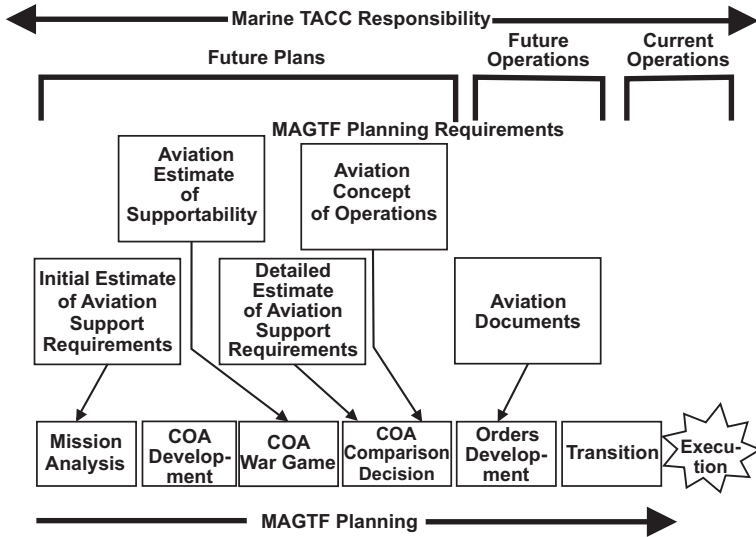 Marine TACC Responsibility
Future Plans
Future
Operations
Current
Operations
MAGTF Planning Requirements
Aviation
Estimate
of
Supportability
Aviation
Concept
of Operations
Initial Estimate
of Aviation
Support
Requirements
Detailed
Estimate
of Aviation
Support
Requirements
Aviation
Documents
Mission
Analysis
COA
Develop-
ment
COA
War Game
COA
Comparison
Decision
Orders
Develop-
ment
Transition
Execu-
tion
MAGTF Planning